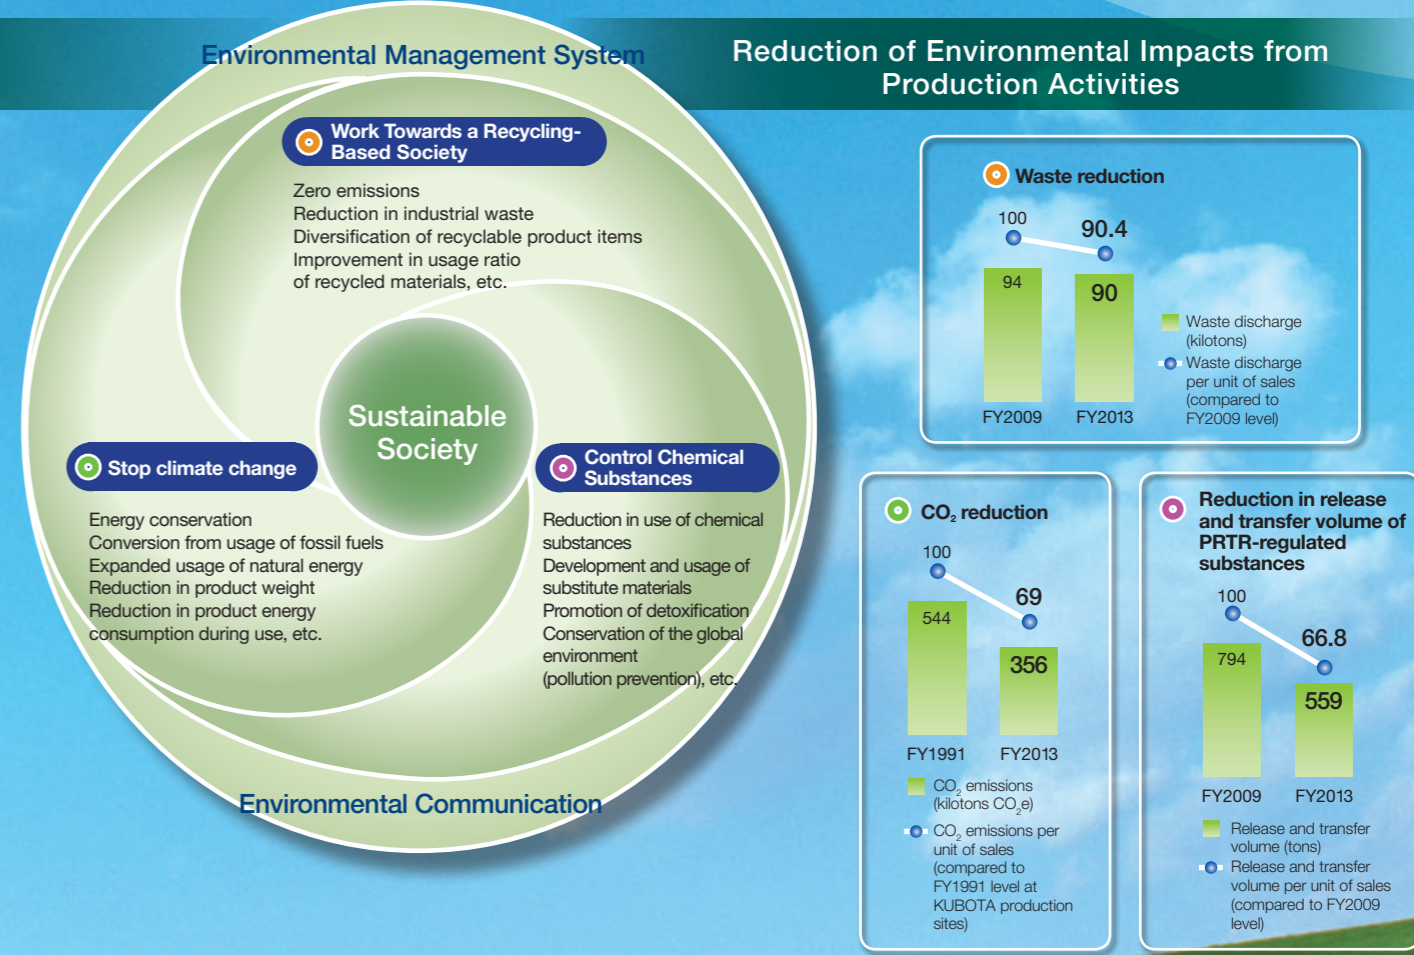 Environmental Management System
Work Towards a Recycling-
Based Society
Zero emissions
Reduction in industrial waste
Diversification of recyclable product items
Improvement in usage ratio
of recycled materials, etc.
Sustainable
Society
Stop climate change
Energy conservation
Conversion from usage of fossil fuels
Expanded usage of natural energy
Reduction in product weight
Reduction in product energy
consumption during use, etc.
Control Chemical
Substances
Reduction in use of chemical
substances
Development and usage of
substitute materials
Promotion of detoxification
Conservation of the global
environment
(pollution prevention), etc.
Environmental Communication
Reduction of Environmental Impacts from
Production Activities
Waste reduction
100
90.4
94
90
FY2009
FY2013
Waste discharge
(kilotons)
Waste discharge
per unit of sales
(compared to
FY2009 level)
CO₂ reduction
100
69
544
356
FY1991
FY2013
CO₂ emissions
(kilotons CO₂e)
CO₂ emissions per
unit of sales
(compared to
FY1991 level at
KUBOTA production
sites)
Reduction in release
and transfer volume of
PRTR-regulated
substances
100
66.8
794
559
FY2009
FY2013
Release and transfer
volume (tons)
Release and transfer
volume per unit of sales
(compared to FY2009
level)